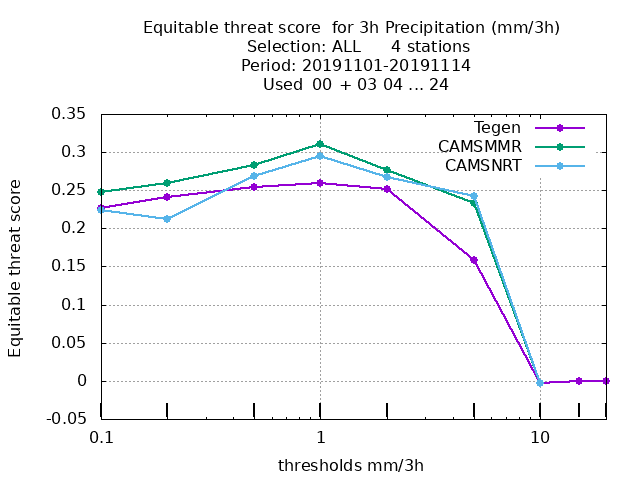 Equitable threat score  for 3h Precipitation (mm/3h)
Selection: ALL      4 stations
Period: 20191101-20191114
Used  00  + 03 04 ... 24
Tegen
CAMSMMR
CAMSNRT
Equitable threat score
0.35
0.3
0.25
0.2
0.15
0.1
0.05
0
-0.05
0.1 1 10
thresholds mm/3h